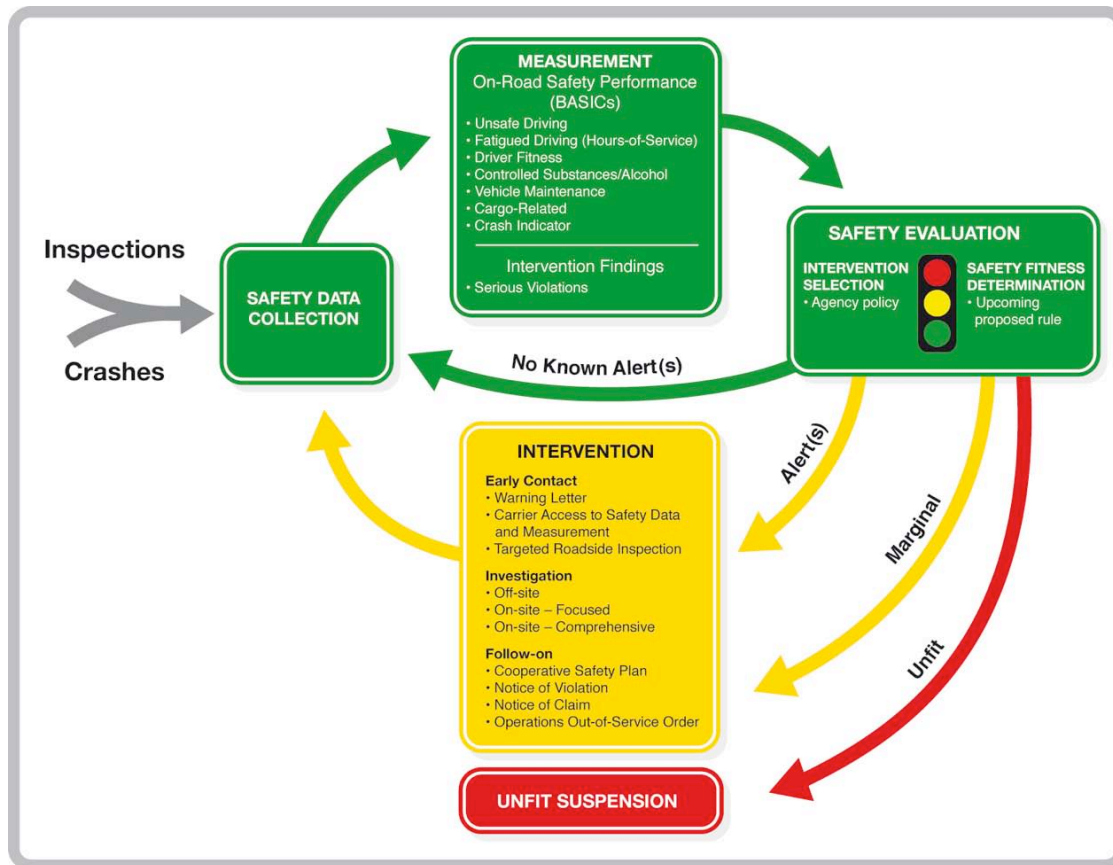 MEASUREMENT
On-Road Safety Performance
(BASICs)
• Unsafe Driving
• Fatigued Driving (Hours-of-Service)
• Driver Fitness
• Controlled Substances/Alcohol
• Vehicle Maintenance
• Cargo-Related
• Crash Indicator
Intervention Findings
• Serious Violations
Inspections
Crashes
SAFETY DATA
COLLECTION
SAFETY EVALUATION
INTERVENTION
SELECTION
• Agency policy
SAFETY FITNESS
DETERMINATION
• Upcoming
proposed rule
No Known Alert(s)
Alert(s)
Marginal
Unfit
INTERVENTION
Early Contact
• Warning Letter
• Carrier Access to Safety Data
and Measurement
• Targeted Roadside Inspection
Investigation
• Off-site
• On-site – Focused
• On-site – Comprehensive
Follow-on
• Cooperative Safety Plan
• Notice of Violation
• Notice of Claim
• Operations Out-of-Service Order
UNFIT SUSPENSION